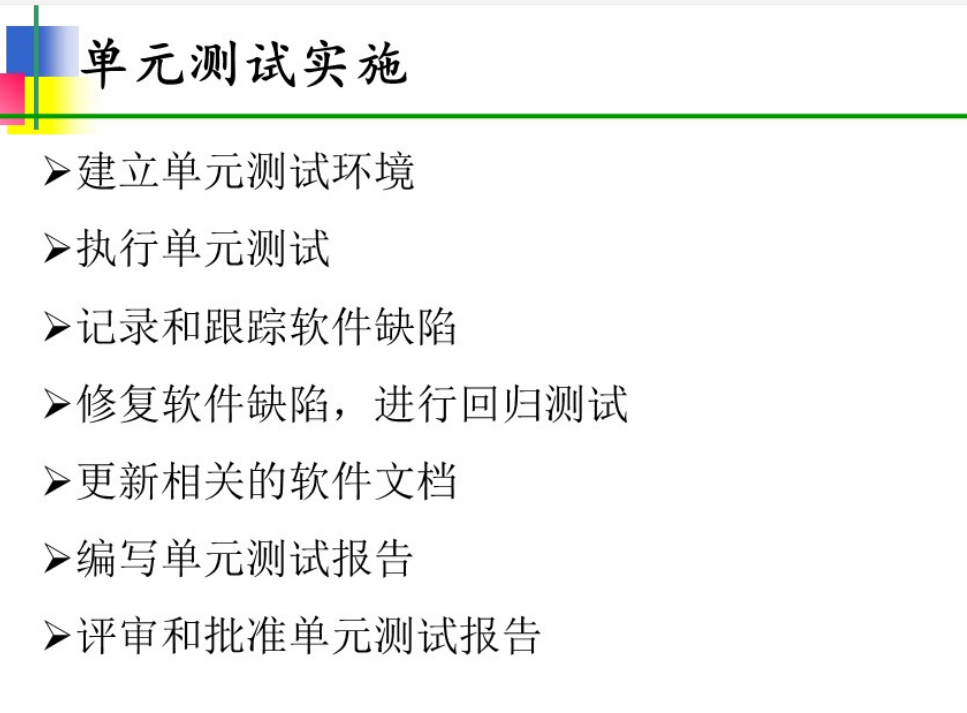 单元测试实施
➢建立单元测试环境
➢执行单元测试
➢记录和跟踪软件缺陷
➢修复软件缺陷，进行回归测试
➢更新相关的软件文档
➢编写单元测试报告
➢评审和批准单元测试报告